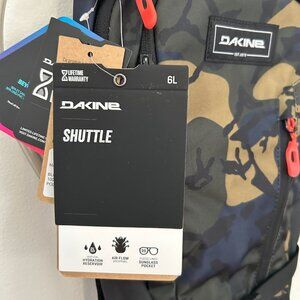 LIFETIME
WARRANTY
6L
DAKINE
SHUTTLE
HYDRATION
RESERVOIR
AIR FLOW
SUNGLASS
POCKET
DAKINE